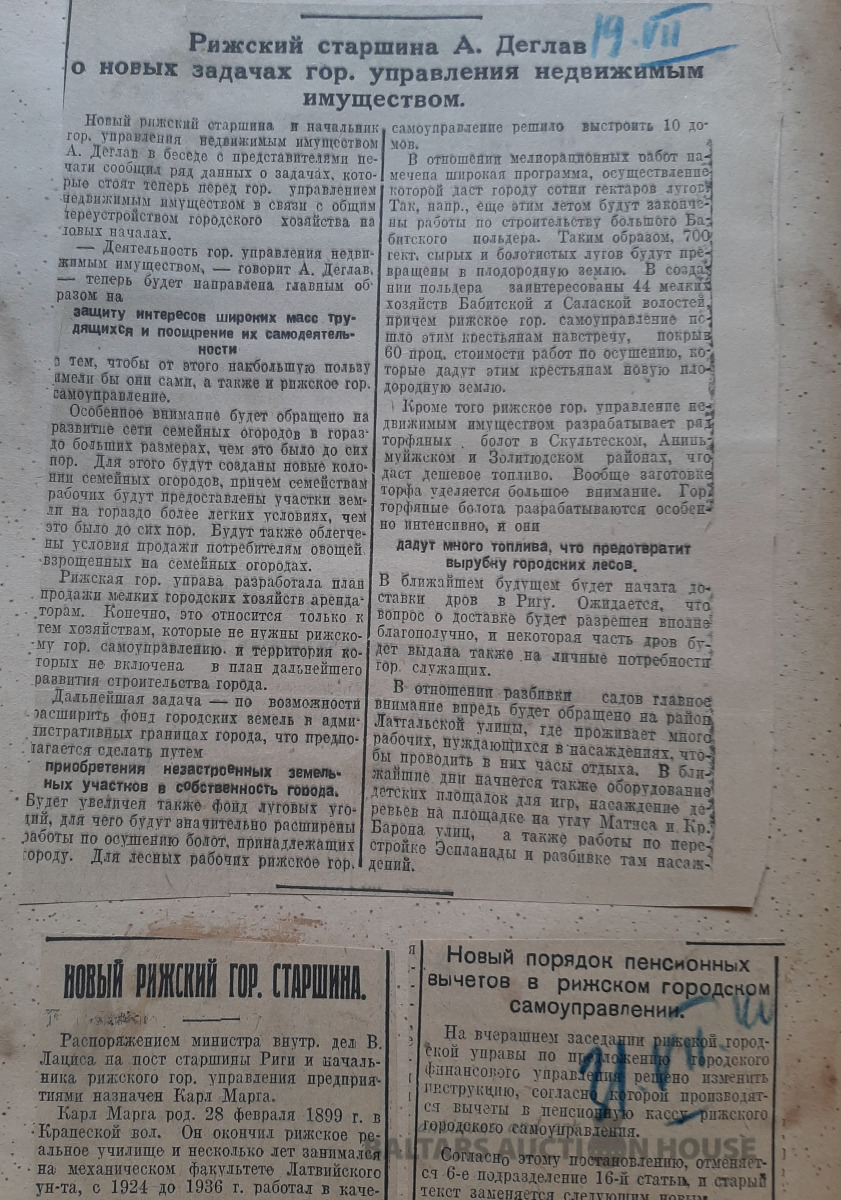 Рижский старшина А. Деглав
19. VII
о новых задачах гор. управления недвижимым
имуществом.
Новый рижский старшина и начальник
гор. управления недвижимым имуществом
А. Деглав в беседе с представителями пе-
чати сообщил ряд данных о задачах, кото-
рые стоят теперь перед гор. управлением
недвижимым имуществом в связи с общим
переустройством городского хозяйства на
ловых началах.
— Деятельность гор. управления недви-
жимым имуществом, — говорит А. Деглав,
— теперь будет направлена главным об-
разом на
защиту интересов широких масс тру-
дящихся и поощрение их самодеятель-
ности
с тем, чтобы от этого наибольшую пользу
имели бы они сами, а также и рижское гор.
самоуправление.
Особенное внимание будет обращено на
развитие сети семейных огородов в гораз-
до больших размерах, чем это было до сих
пор. Для этого будут созданы новые коло-
нии семейных огородов, причем семействам
рабочих будут предоставлены участки зем-
ли на гораздо более легких условиях, чем
это было до сих пор. Будут также облегче-
ны условия продажи потребителям овощей,
взрощенных на семейных огородах.
Рижская гор. управа разработала план
продажи мелких городских хозяйств аренда-
торам. Конечно, это относится только к
тем хозяйствам, которые не нужны рижско-
му гор. самоуправлению. и территория ко-
торых не включена в план дальнейшего
развития строительства города.
Дальнейшая задача — по возможности
расширить фонд городских земель в адми-
нистративных границах города, что предпо-
лагается сделать путем
приобретения незастроенных земель-
ных участков в собственность города.
Будет увеличен также фонд луговых уго-
дий, для чего будут значительно расширены
работы по осушению болот, принадлежащих
городу. Для лесных рабочих рижское гор.
самоуправление решило выстроить 10 до-
мов.
В отношении мелиорационных работ на-
мечена широкая программа, осуществление
которой даст городу сотни гектаров лугов.
Так, напр., еще этим летом будут закончe-
ны работы по строительству большого Ба-
битского польдера. Таким образом, 700
гект. сырых и болотистых лугов будут пре-
вращены в плодородную землю. В созда-
нии польдера заинтересованы 44 мелких
хозяйств Бабитской и Салаской волостей,
причем рижское гор. самоуправление по-
шло этим крестьянам навстречу, покрыв
60 проц. стоимости работ по осушению, ко-
торые дадут этим крестьянам новую пло-
дородную землю.
Кроме того рижское гор. управление не-
движимым имуществом разрабатывает ряд
торфяных болот в Скультеском, Анинь-
муйжском и Золитюдском районах, что
даст дешевое топливо. Вообще заготовке
торфа уделяется большое внимание. Гор.
торфяные болота разрабатываются особен-
но интенсивно, и они
дадут много топлива, что предотвратит
вырубку городских лесов.
В ближайшем будущем будет начата до-
ставки дров в Ригу. Ожидается, что
вопрос о доставке будет разрешен вполне
благополучно, и некоторая часть дров бу-
дет выдана также на личные потребности
гор. служащих.
В отношении разбивки садов главное
внимание впредь будет обращено на район
Латгальской улицы, где проживает много
рабочих, нуждающихся в насаждениях, что-
бы проводить в них часы отдыха. В бли-
жайшие дни начнется также оборудование
детских площадок для игр, насаждение де-
ревьев на площадке на углу Матиса и Кр.
Барона улиц, а также работы по пере-
стройке Эспланады и разбивке там насаж-
дений.
НОВЫЙ РИЖСКИЙ ГОР. СТАРШИНА.
Распоряжением министра внутр. дел В.
Лациса на пост старшины Риги и началь-
ника рижского гор. управления предприя-
тиями назначен Карл Марга.
Карл Марга род. 28 февраля 1899 г. в
Крапеской вол. Он окончил рижское ре-
альное училище и несколько лет занимался
на механическом факультете Латвийского
ун-та, с 1924 до 1936 г. работал в каче-
Новый порядок пенсионных
вычетов в рижском городском
самоуправлении.
На вчерашнем заседании рижской город-
ской управы по предложению городского
финансового управления решено изменить
инструкцию, согласно которой производят-
ся вычеты в пенсионную кассу рижского
городского самоуправления.
Согласно этому постановлению, отменяет-
ся 6-е подразделение 16-й статьи, и старый
текст заменяется следующим новым
BALTARS AUCTION HOUSE